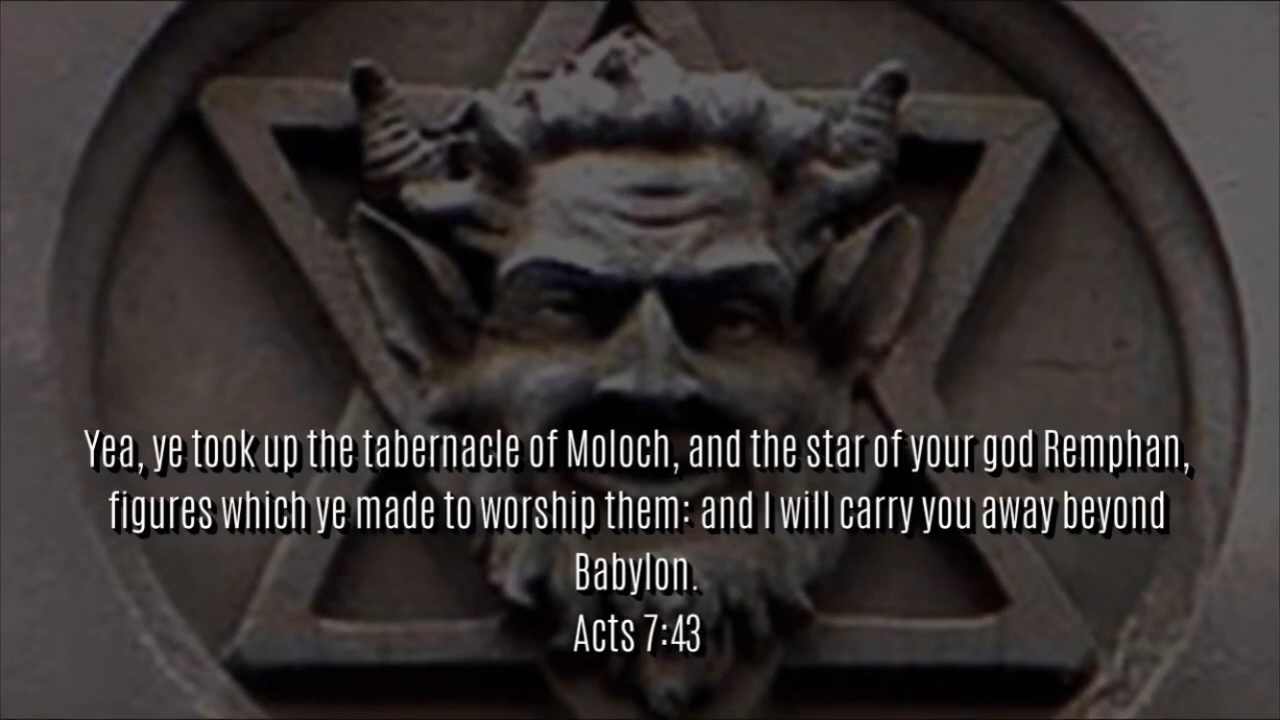 Yea, ye took up the tabernacle of Moloch, and the star of your god Remphan,
figures which ye made to worship them: and I will carry you away beyond
Babylon.
Acts 7:43